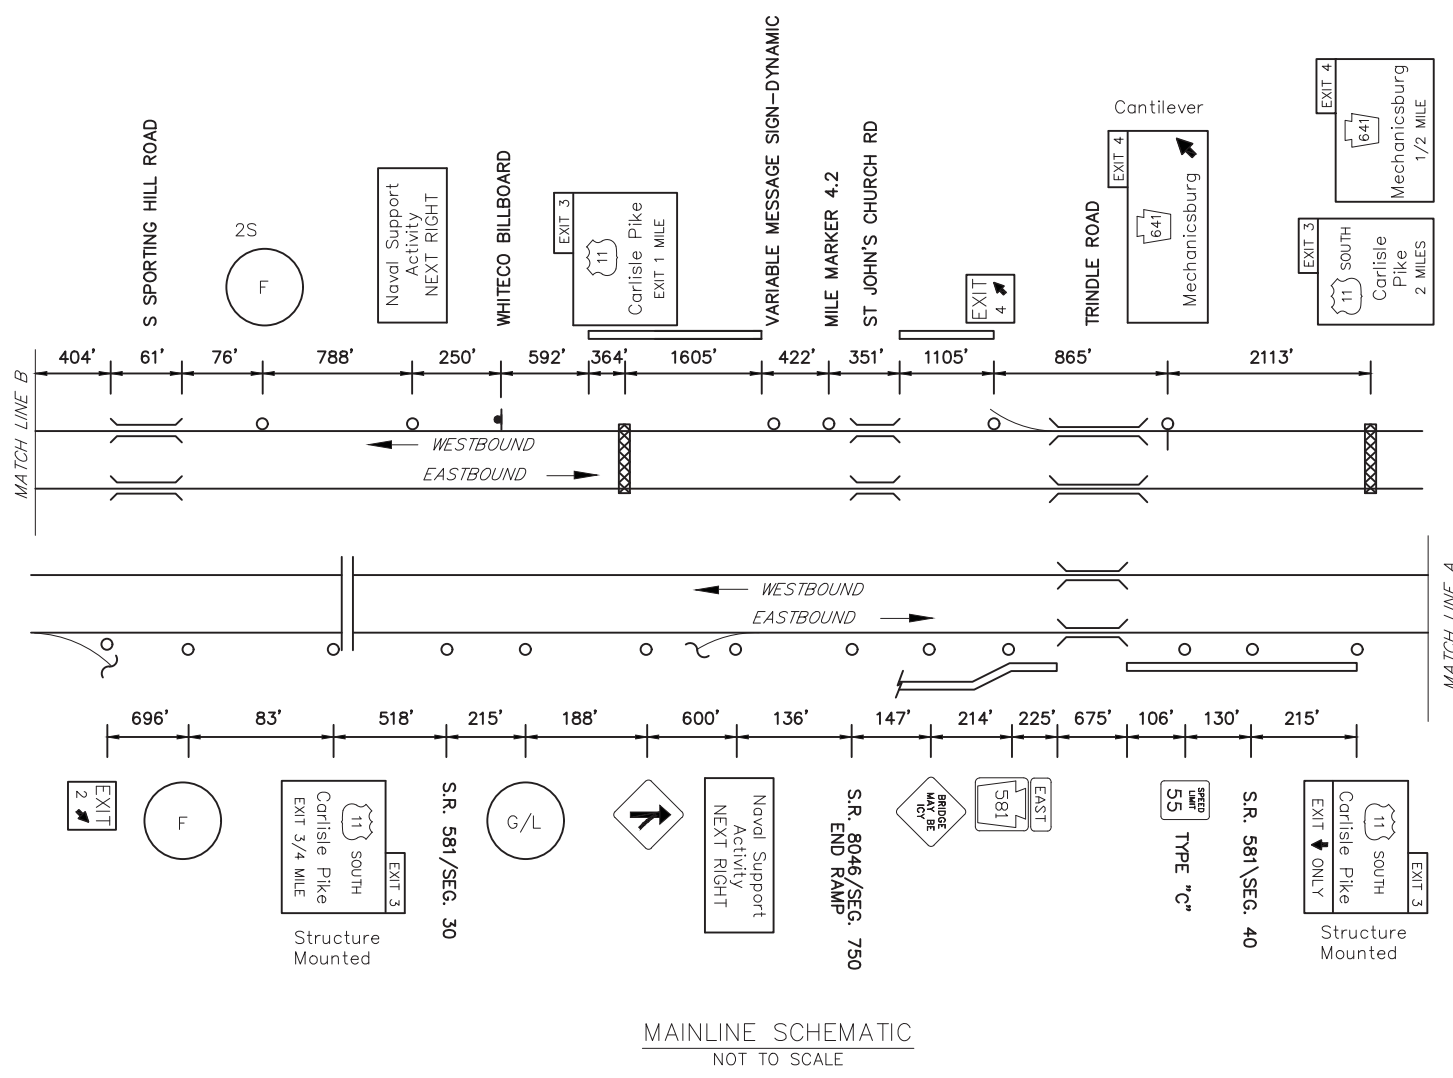 S SPORTING HILL ROAD
2S
F
Naval Support
Activity
NEXT RIGHT
WHITECO BILLBOARD
EXIT 3
11
Carlisle Pike
EXIT 1 MILE
VARIABLE MESSAGE SIGN-DYNAMIC
MILE MARKER 4.2
ST JOHN'S CHURCH RD
EXIT
4
TRINDLE ROAD
Cantilever
EXIT 4
641
Mechanicsburg
EXIT 4
641
Mechanicsburg
1/2 MILE
EXIT 3
11 SOUTH
Carlisle
Pike
2 MILES
404' 61' 76' 788' 250' 592' 364' 1605' 422' 351' 1105' 865' 2113'
MATCH LINE B
WESTBOUND
EASTBOUND
WESTBOUND
EASTBOUND
MATCH LINE A
696' 83' 518' 215' 188' 600' 136' 147' 214' 225' 675' 106' 130' 215'
EXIT
2
F
EXIT 3
11 SOUTH
Carlisle Pike
EXIT 3/4 MILE
Structure
Mounted
S.R. 581/SEG. 30
G/L
Naval Support
Activity
NEXT RIGHT
S.R. 8046/SEG. 750
END RAMP
BRIDGE
MAY BE
ICY
EAST
581
SPEED
LIMIT
55
TYPE "C"
S.R. 581\SEG. 40
EXIT 3
11 SOUTH
Carlisle Pike
EXIT ONLY
Structure
Mounted
MAINLINE SCHEMATIC
NOT TO SCALE